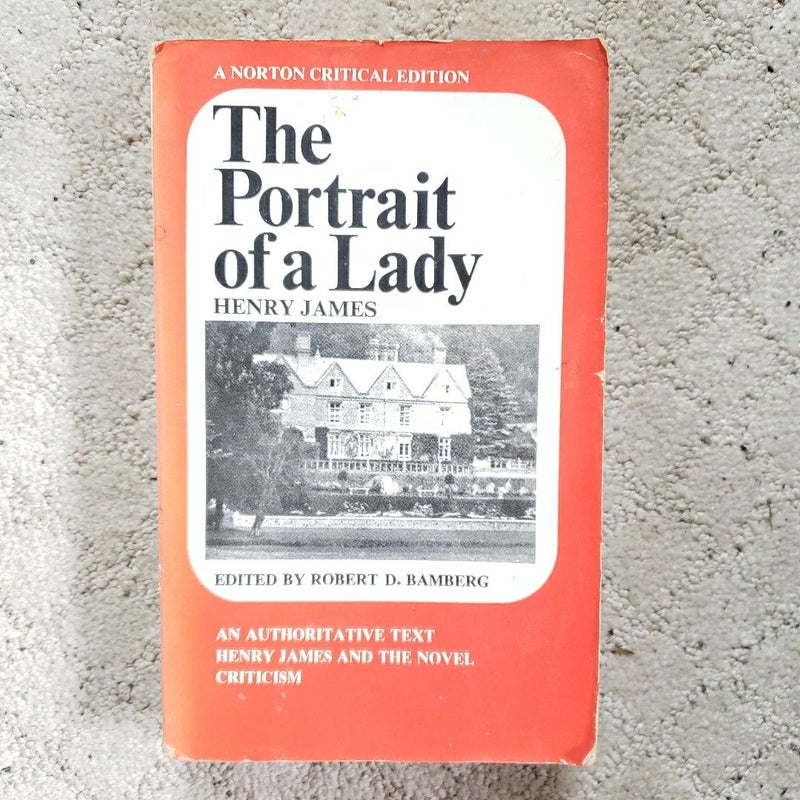 A NORTON CRITICAL EDITION
The
Portrait
of a Lady
HENRY JAMES
EDITED BY ROBERT D. BAMBERG
AN AUTHORITATIVE TEXT
HENRY JAMES AND THE NOVEL
CRITICISM